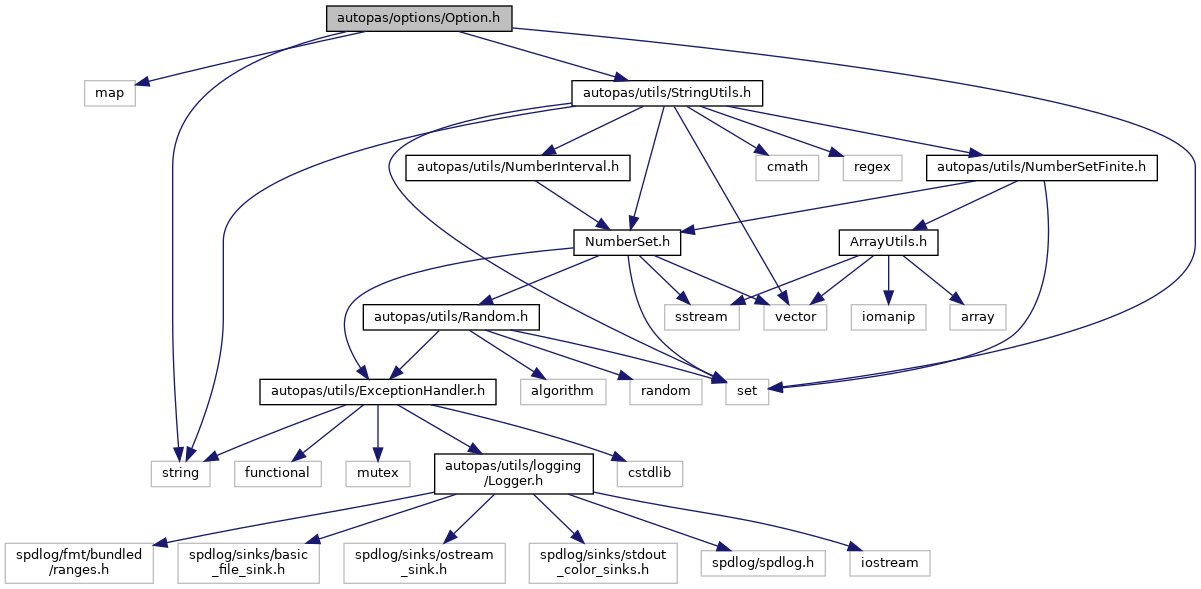 autopas/options/Option.h
map
autopas/utils/StringUtils.h
autopas/utils/NumberInterval.h
cmath
regex
autopas/utils/NumberSetFinite.h
NumberSet.h
ArrayUtils.h
autopas/utils/Random.h
sstream
vector
iomanip
array
autopas/utils/ExceptionHandler.h
algorithm
random
set
string
functional
mutex
autopas/utils/logging
/Logger.h
cstdlib
spdlog/fmt/bundled
/ranges.h
spdlog/sinks/basic
_file_sink.h
spdlog/sinks/ostream
_sink.h
spdlog/sinks/stdout
_color_sinks.h
spdlog/spdlog.h
iostream